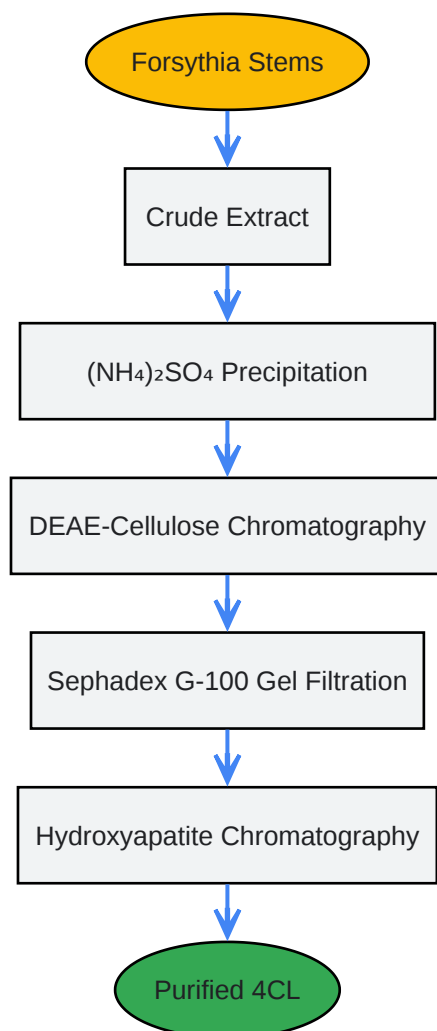 Forsythia Stems
Crude Extract
(NH₄)₂SO₄ Precipitation
DEAE-Cellulose Chromatography
Sephadex G-100 Gel Filtration
Hydroxyapatite Chromatography
Purified 4CL